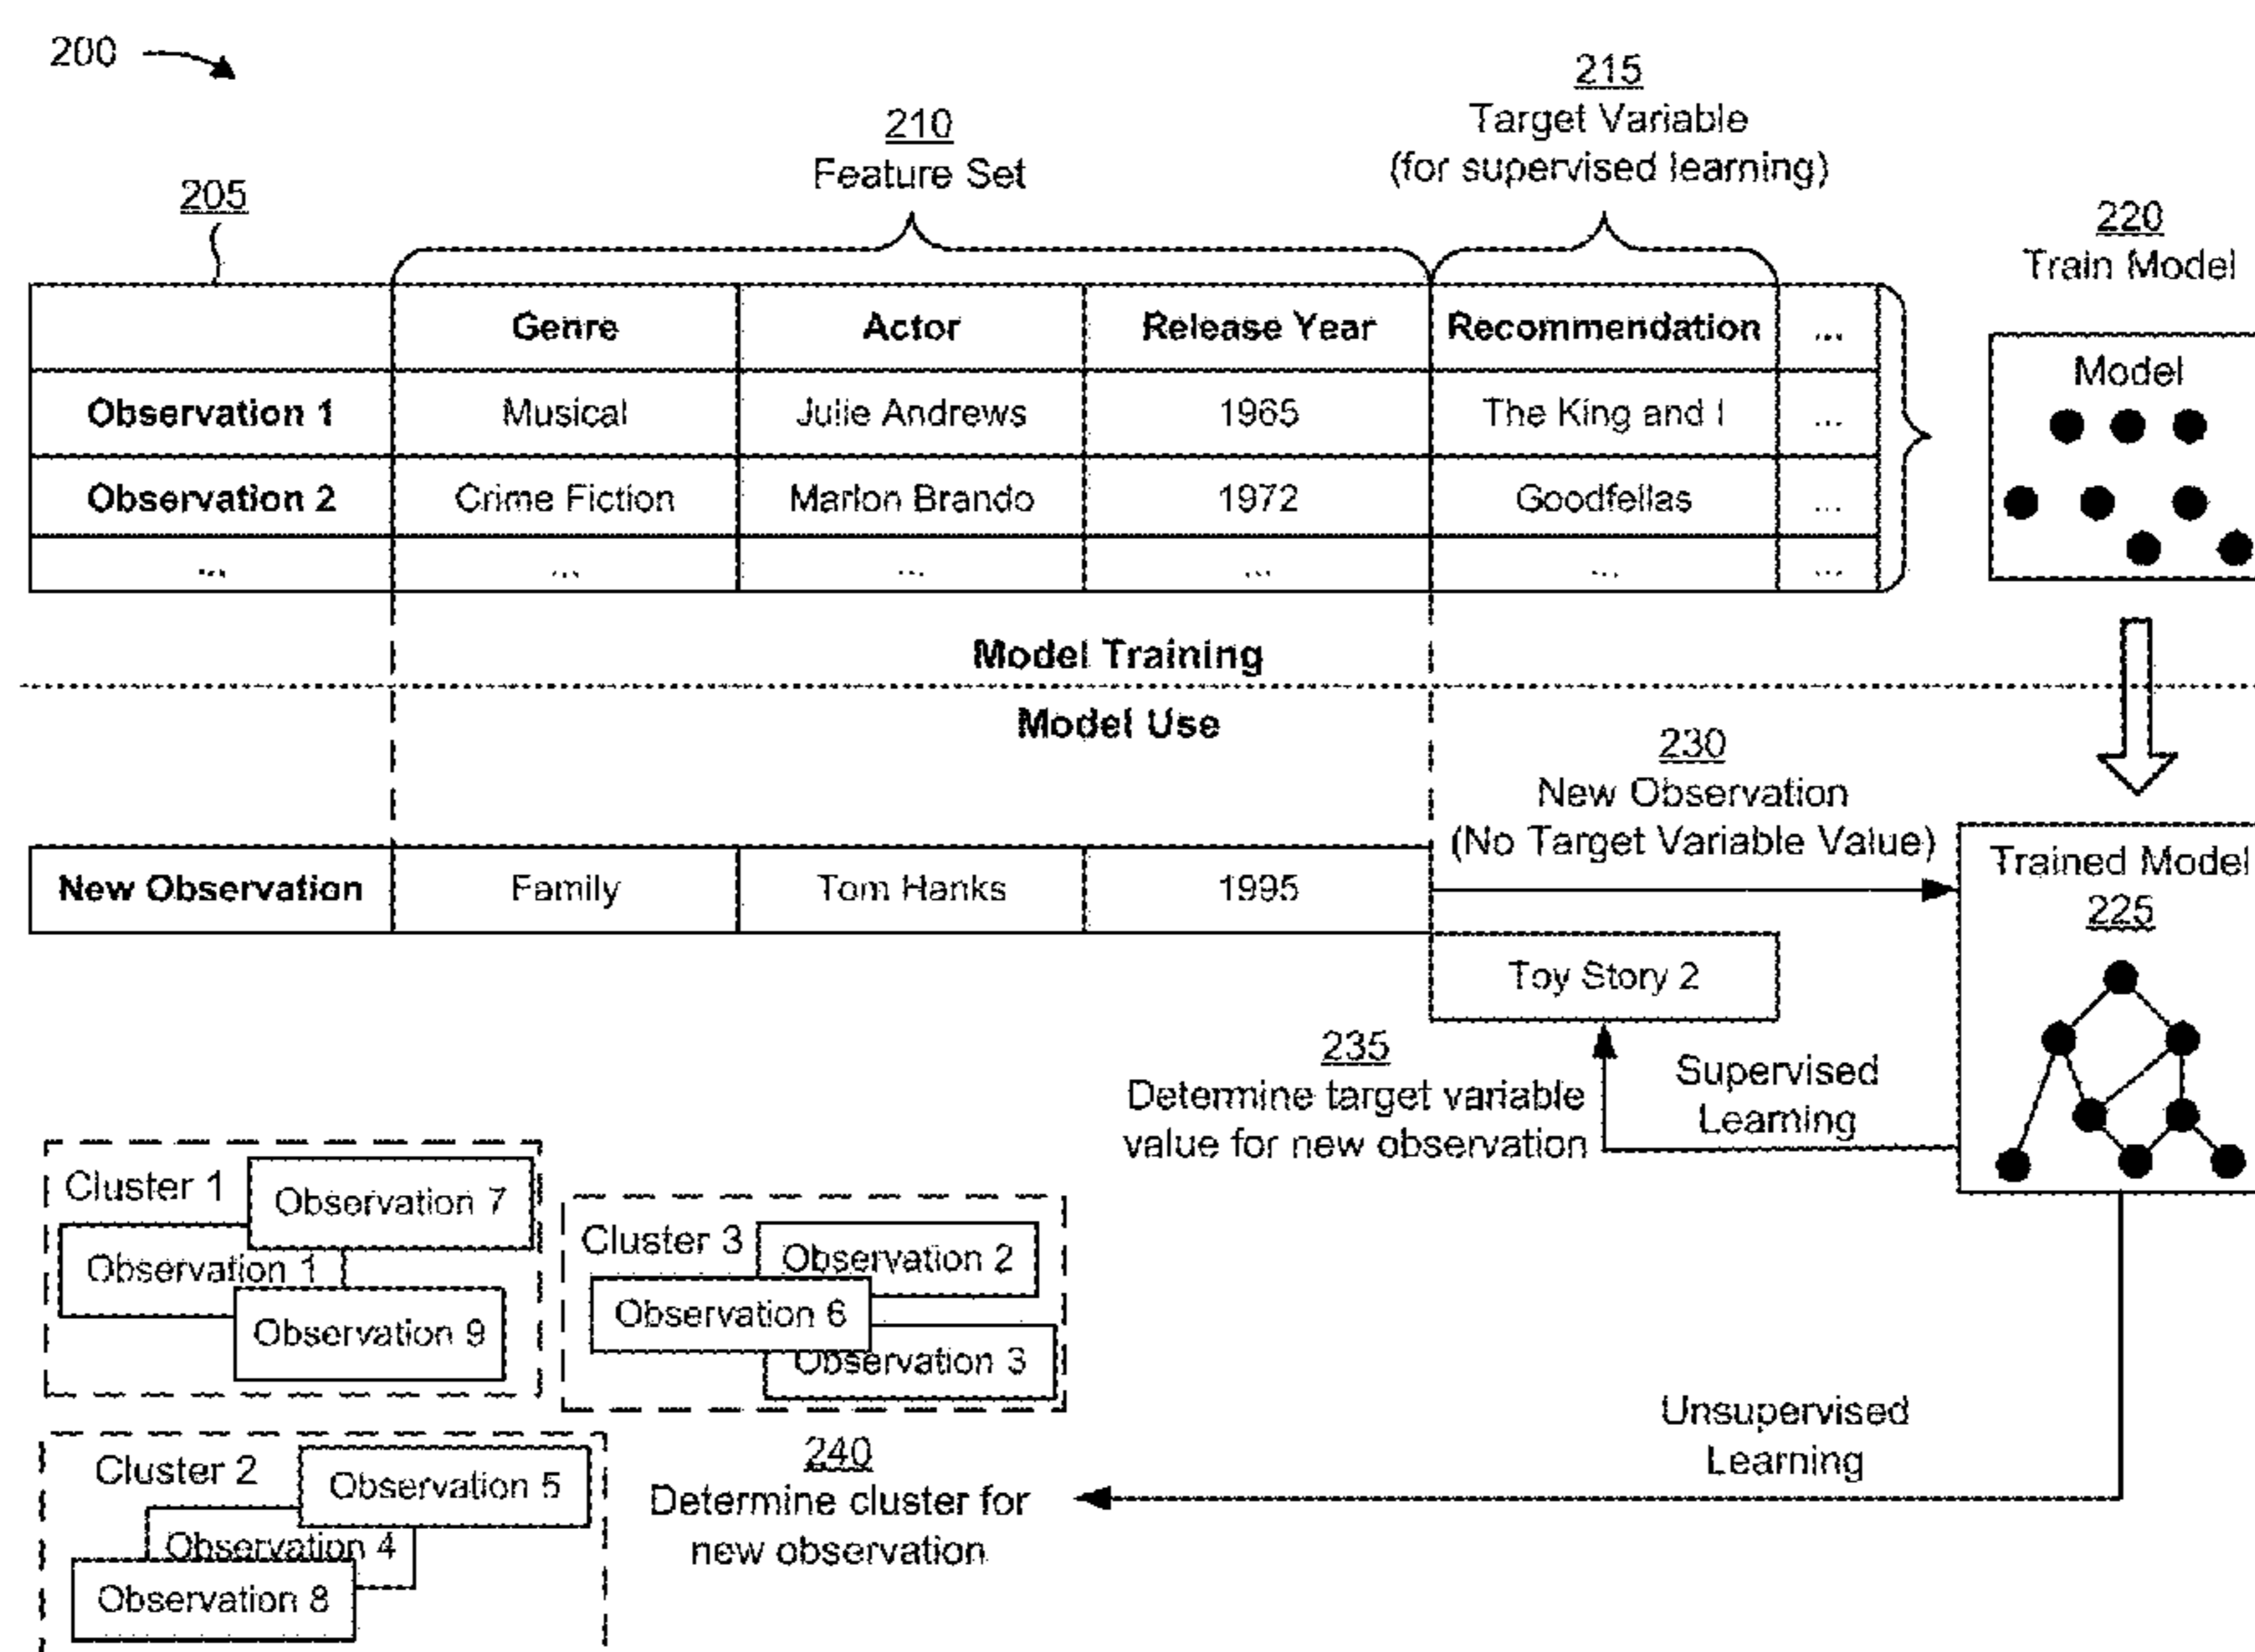 200
215
Target Variable
(for supervised learning)
210
Feature Set
205
220
Train Model
Genre Actor Release Year Recommendation ...
Observation 1 Musical Julie Andrews 1965 The King and I ...
Observation 2 Crime Fiction Marlon Brando 1972 Goodfellas ...
... ... ... ... ... ...
Model
Model Training
Model Use
230
New Observation
(No Target Variable Value)
New Observation Family Tom Hanks 1995
Trained Model
225
Toy Story 2
235
Determine target variable
value for new observation
Supervised
Learning
Cluster 1
Observation 7
Observation 1
Observation 9
Cluster 3
Observation 2
Observation 6
Observation 3
Cluster 2
Observation 5
Observation 4
Observation 8
240
Determine cluster for
new observation
Unsupervised
Learning